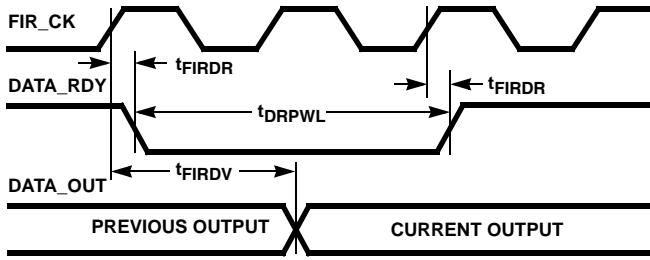 FIR_CK
tFIRDR
DATA_RDY
tFIRDR
tDRPWL
tFIRDV
DATA_OUT
PREVIOUS OUTPUT
CURRENT OUTPUT